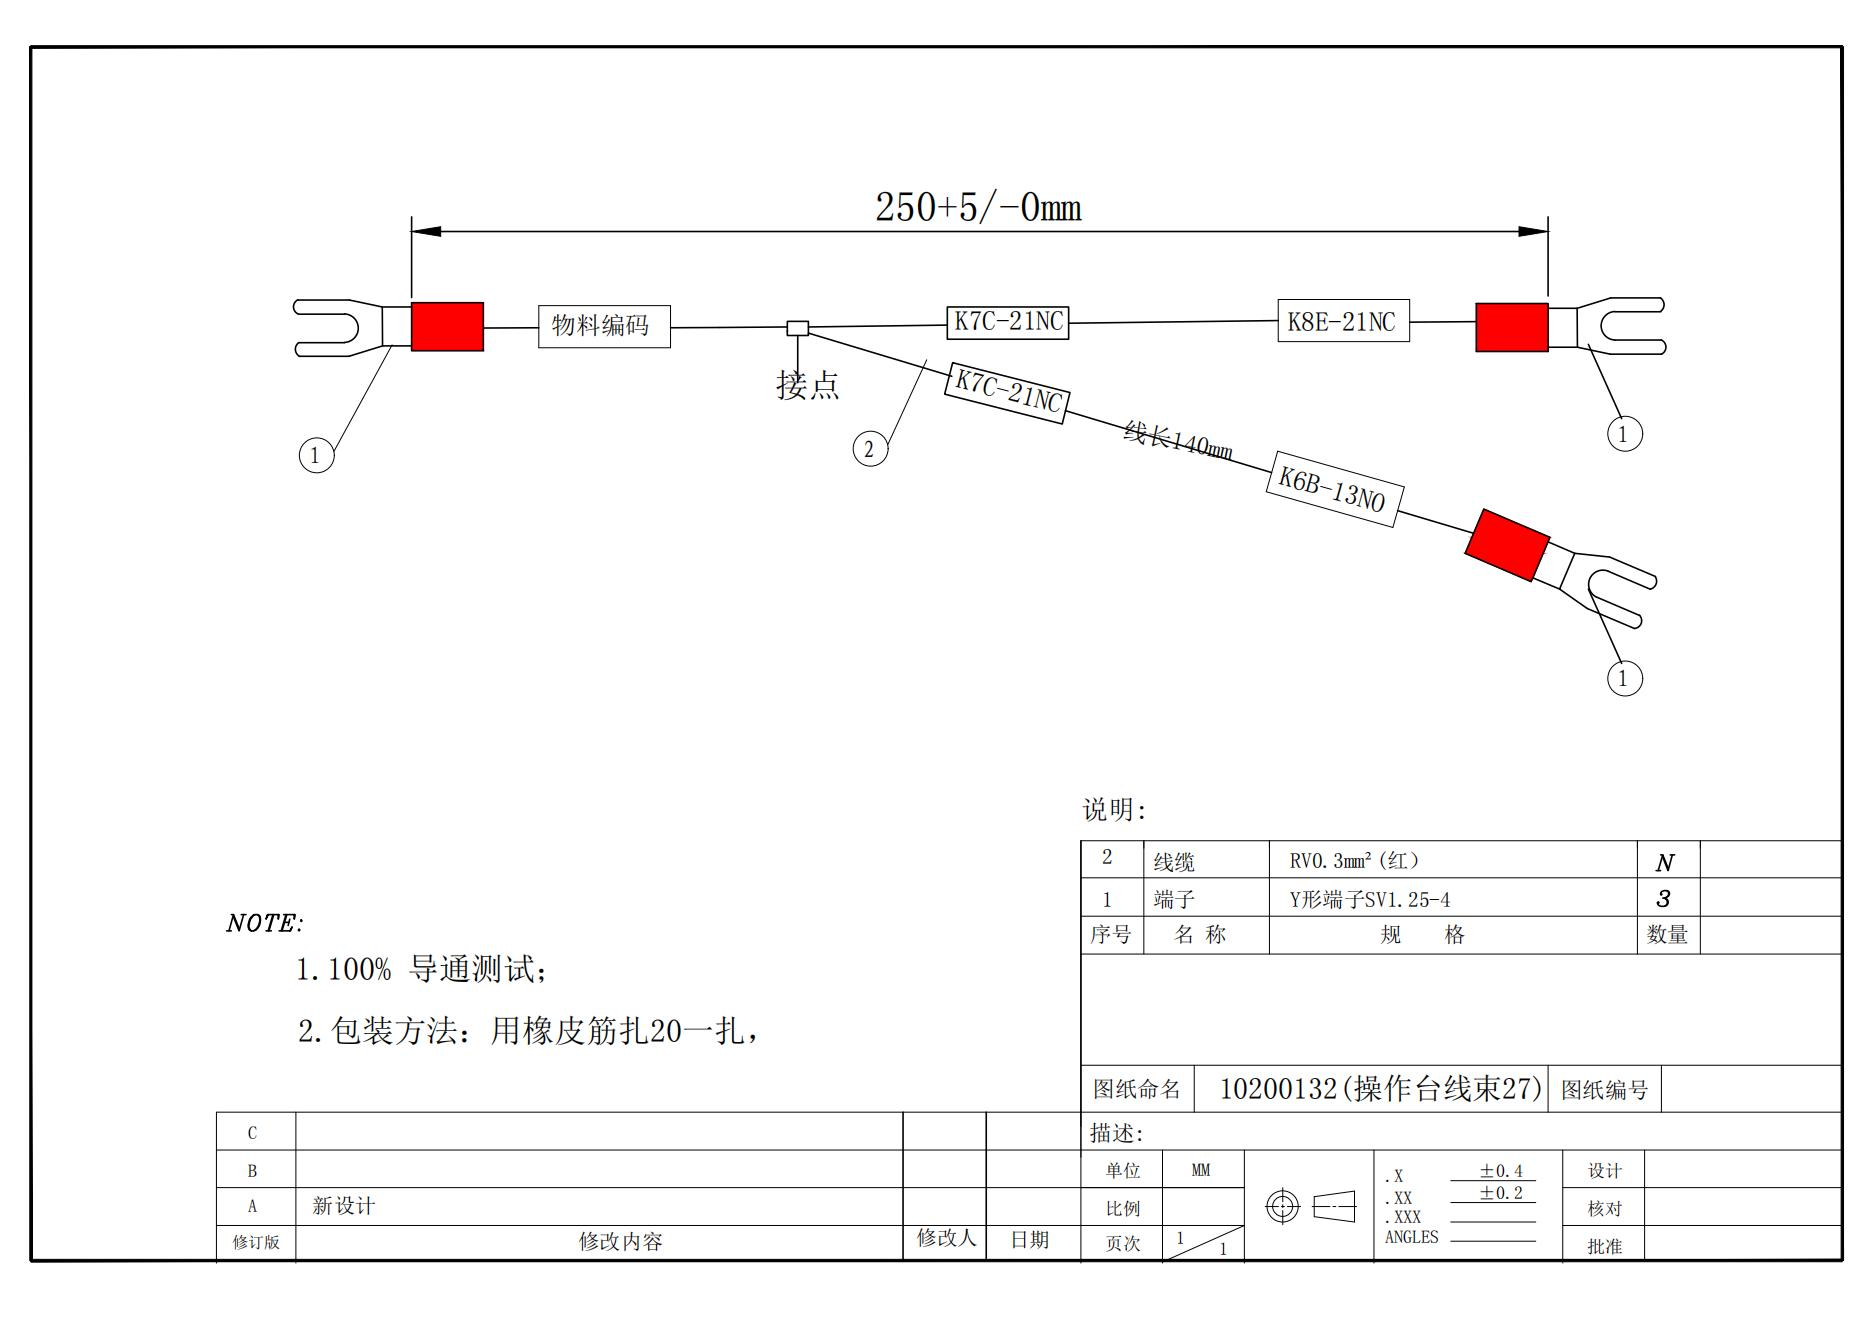 250+5/-0mm
物料编码
K7C-21NC
K8E-21NC
接点
K7C-21NC
线长140mm
K6B-13NO
1
2
1
1
说明:
2 线缆 RV0.3mm²(红) N
1 端子 Y形端子SV1.25-4 3
序号 名 称 规 格 数量
NOTE:
1.100% 导通测试;
2.包装方法: 用橡皮筋扎20一扎,
图纸命名 10200132(操作台线束27) 图纸编号
C
描述:
B
单位 MM
A 新设计
比例
修订版 修改内容 修改人 日期
页次 1/1
.X ±0.4
.XX ±0.2
.XXX
ANGLES
设计
核对
批准